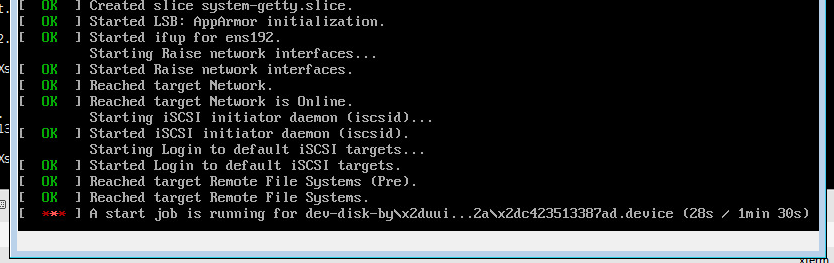 [  OK  ] Created slice system-getty.slice.
[  OK  ] Started LSB: AppArmor initialization.
[  OK  ] Started ifup for ens192.
Starting Raise network interfaces...
[  OK  ] Started Raise network interfaces.
[  OK  ] Reached target Network.
[  OK  ] Reached target Network is Online.
Starting iSCSI initiator daemon (iscsid)...
[  OK  ] Started iSCSI initiator daemon (iscsid).
Starting Login to default iSCSI targets...
[  OK  ] Started Login to default iSCSI targets.
[  OK  ] Reached target Remote File Systems (Pre).
[  OK  ] Reached target Remote File Systems.
[  *** ] A start job is running for dev-disk-by\x2duui...2a\x2dc423513387ad.device (28s / 1min 30s)